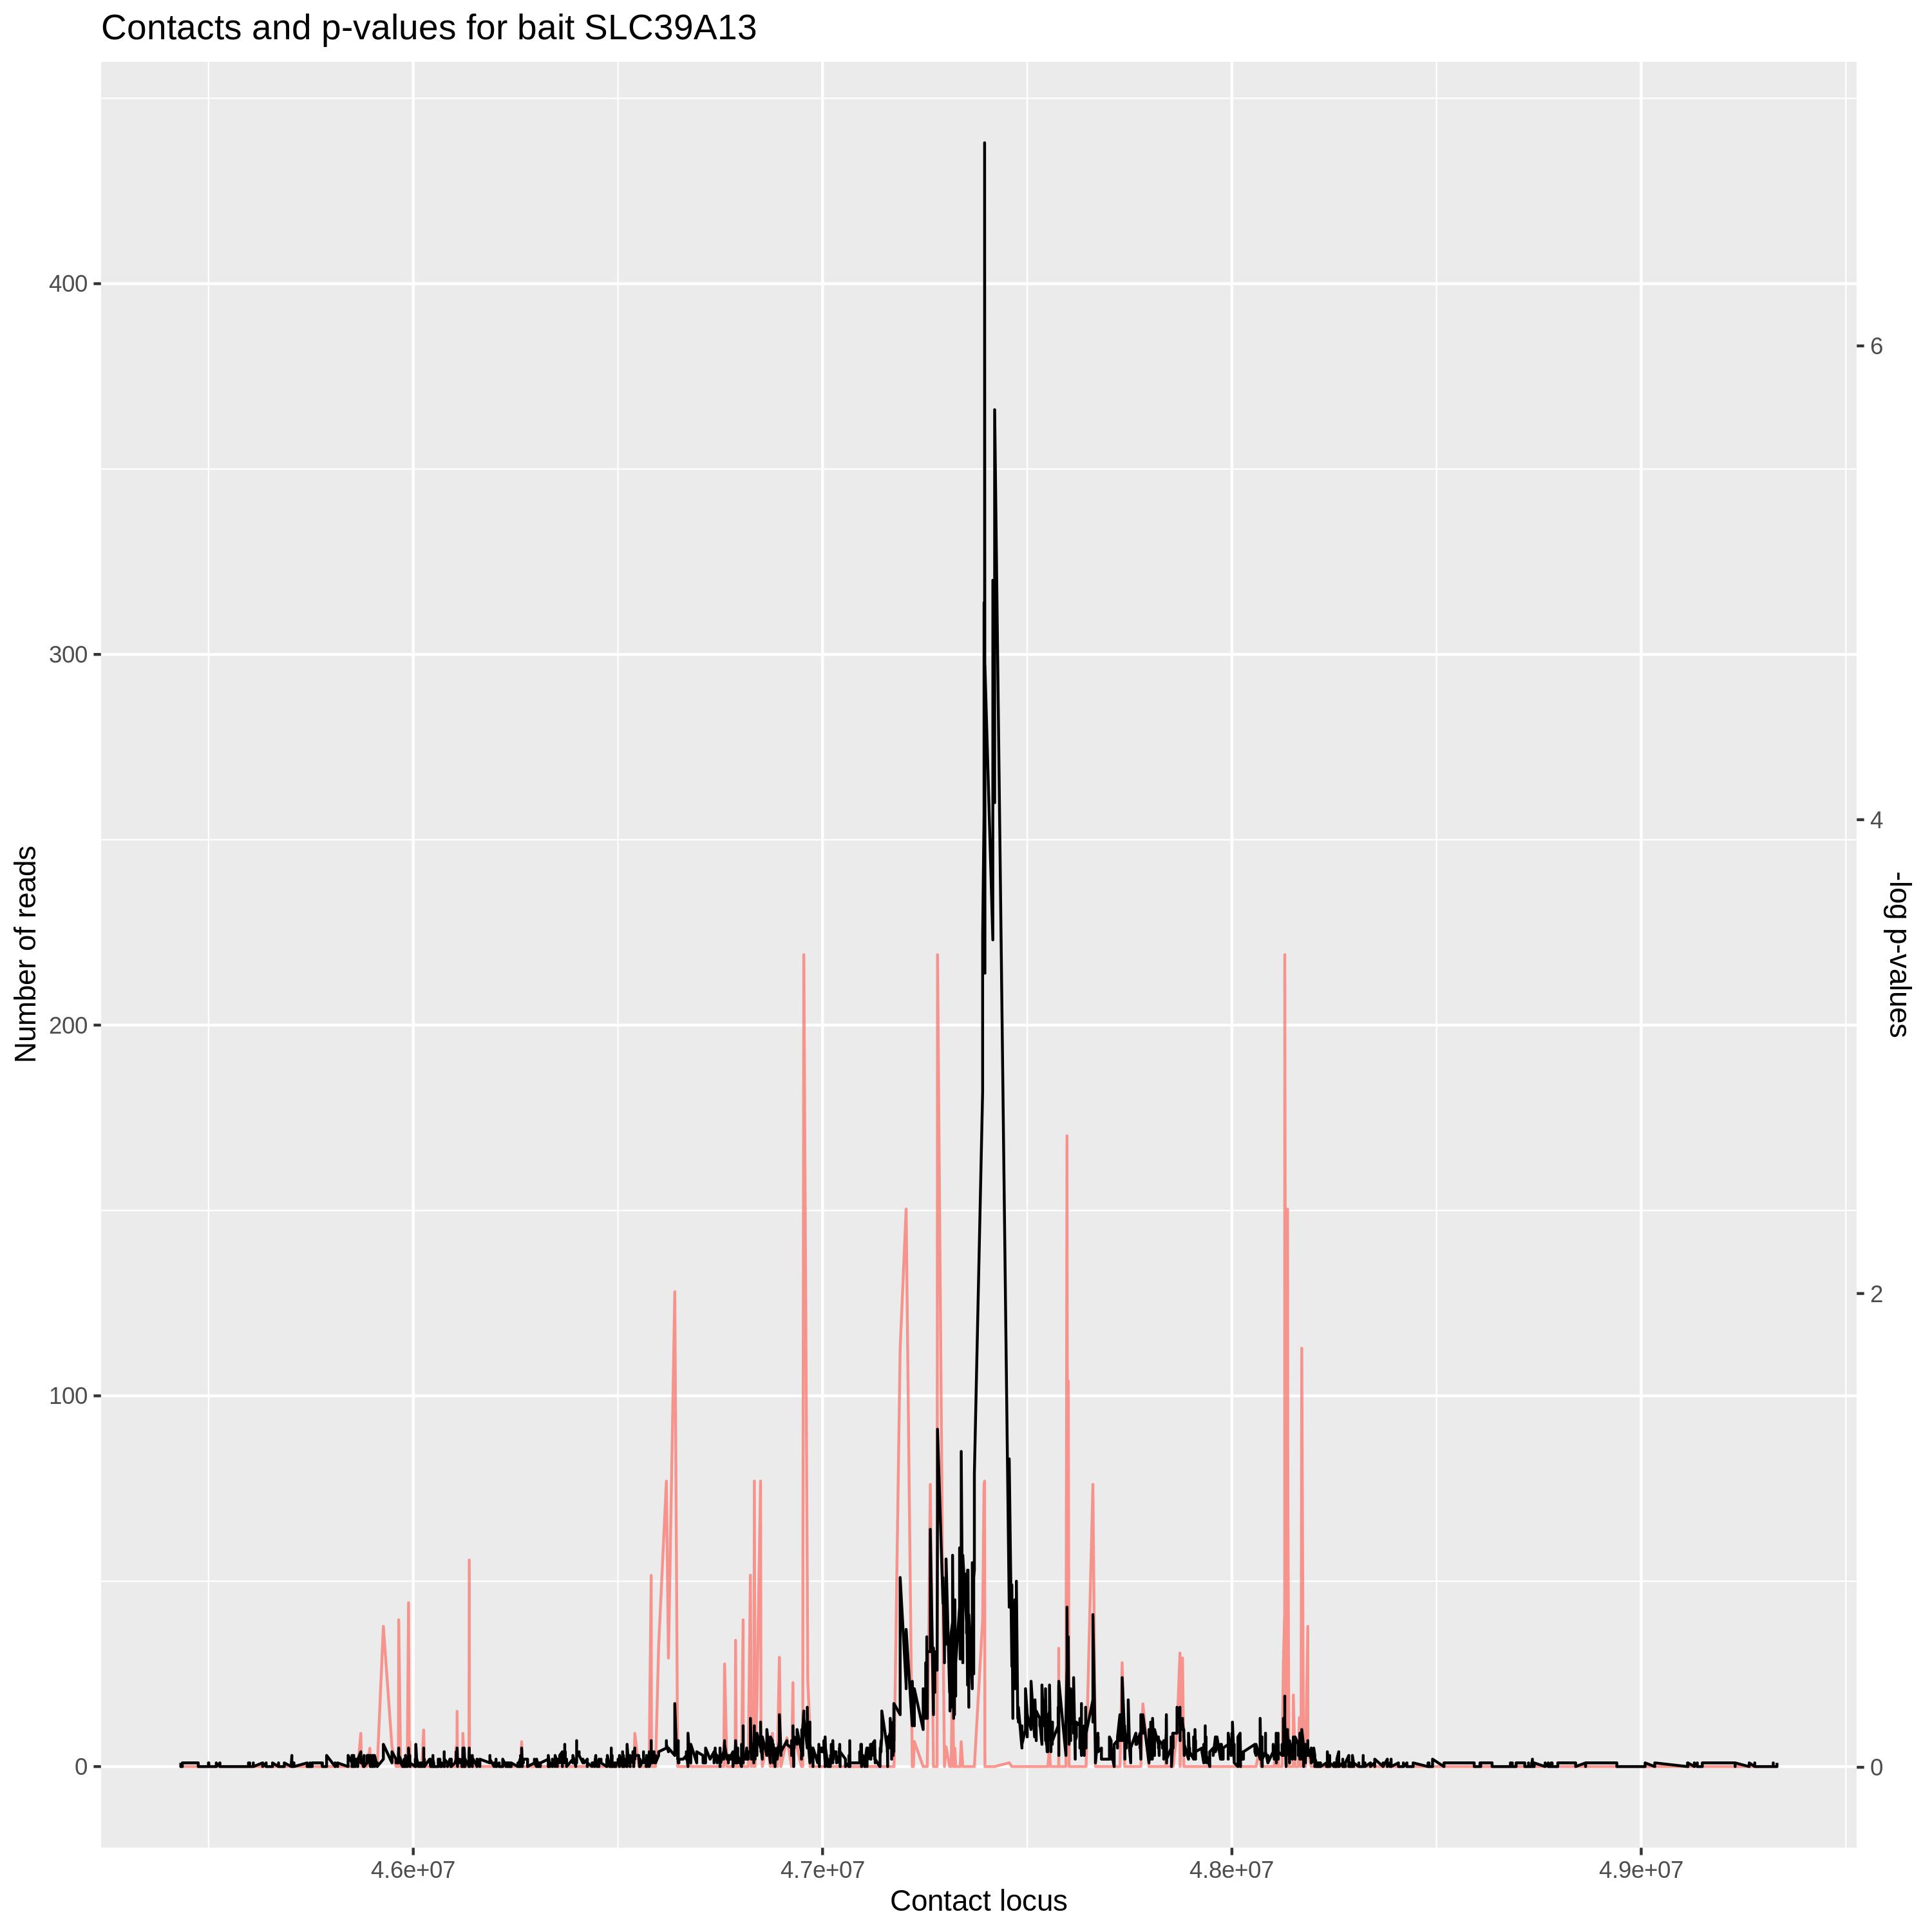 Contacts and p-values for bait SLC39A13
400
300
200
100
0
Number of reads
6
4
2
0
-log p-values
4.6e+07 4.7e+07 4.8e+07 4.9e+07
Contact locus